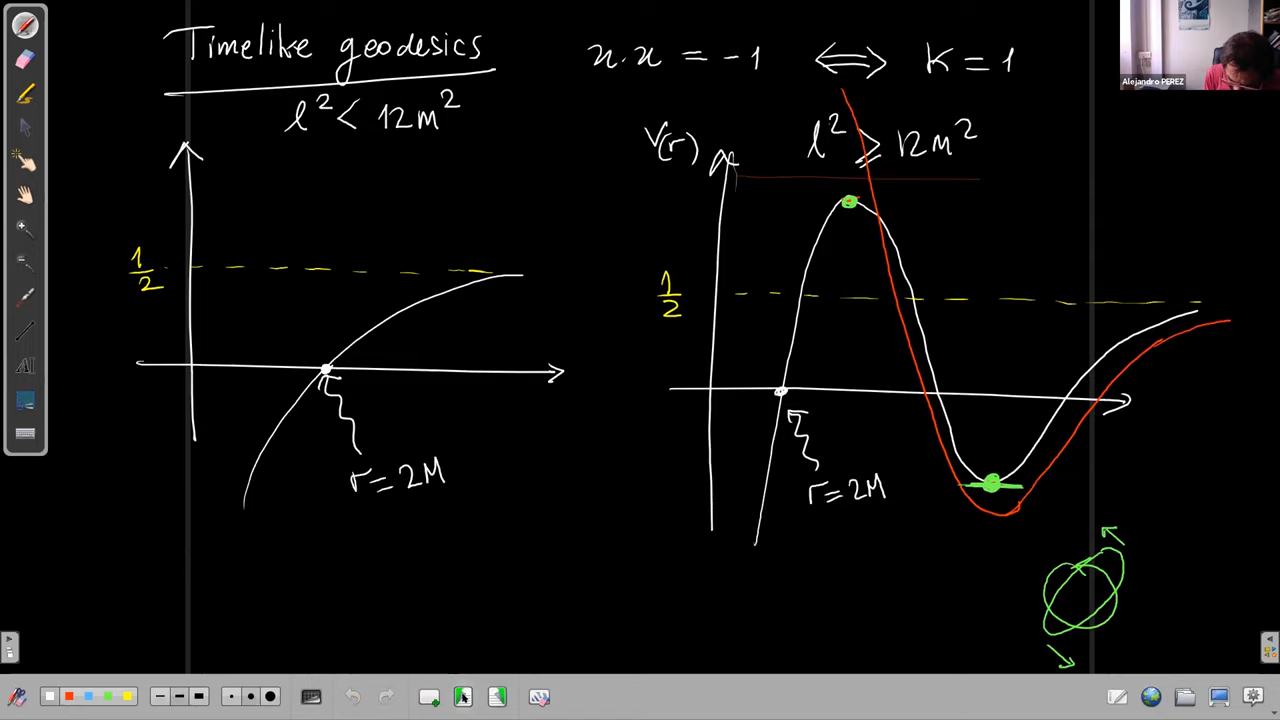 Timelike geodesics
x.x = -1 ⟺ K = 1
l² < 12m²
V(r)
l² ≥ 12M²
1/2
1/2
r = 2M
r = 2M
Alejandro PEREZ